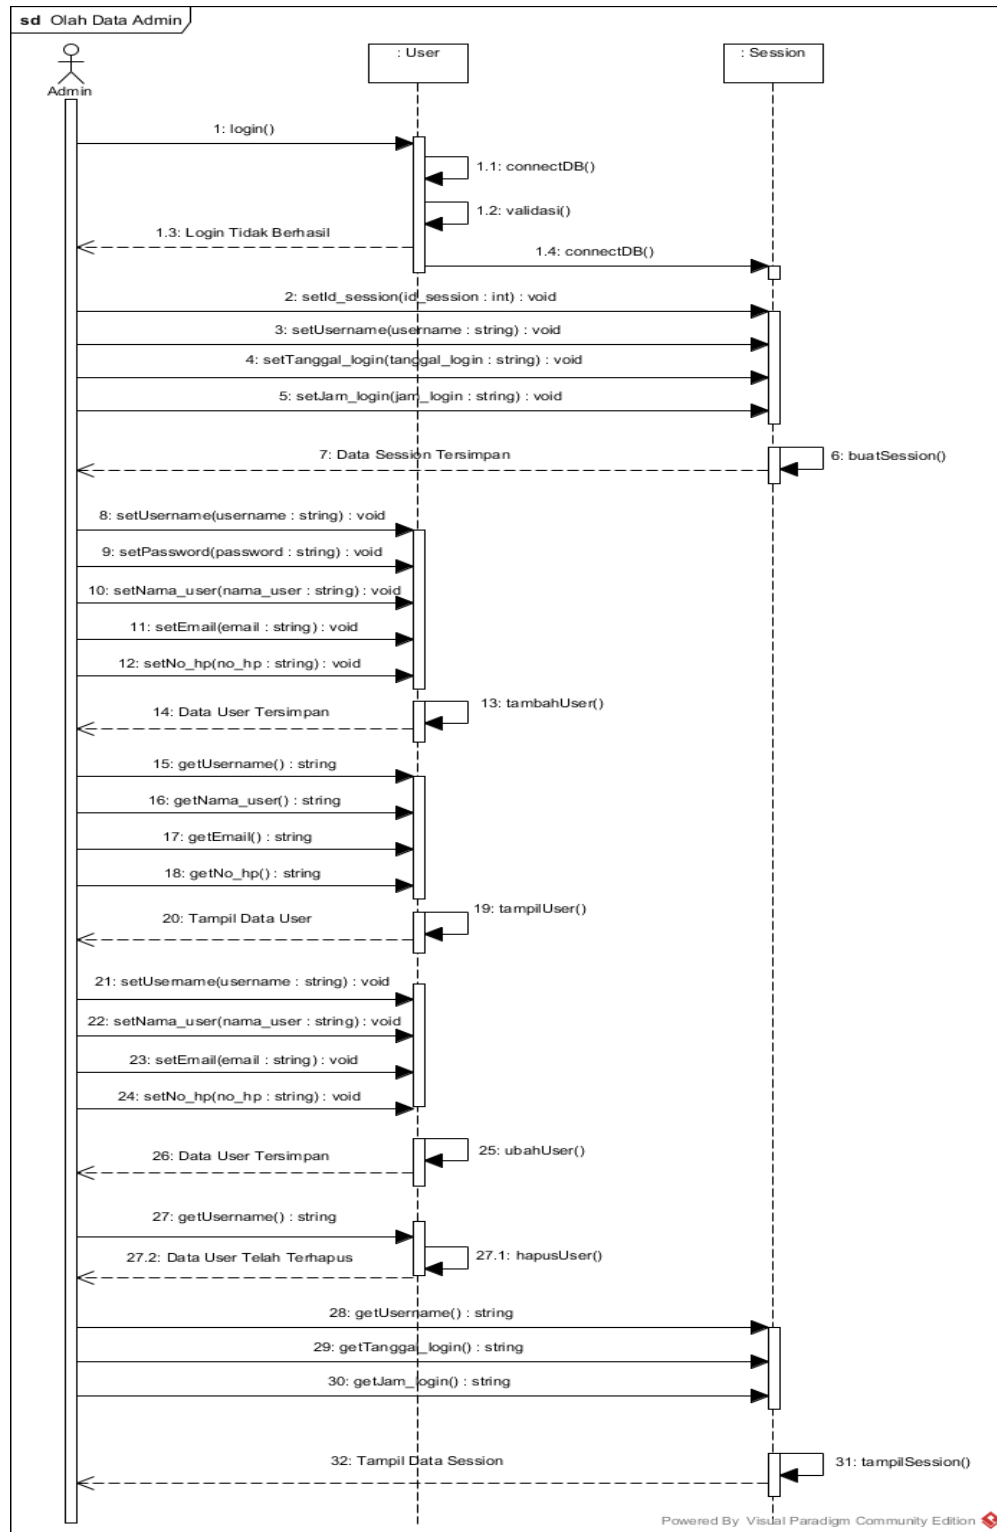 sd Olah Data Admin
: User
: Session
Admin
1: login()
1.1: connectDB()
1.2: validasi()
1.3: Login Tidak Berhasil
1.4: connectDB()
2: setId_session(id_session : int) : void
3: setUsername(username : string) : void
4: setTanggal_login(tanggal_login : string) : void
5: setJam_login(jam_login : string) : void
7: Data Session Tersimpan
6: buatSession()
8: setUsername(username : string) : void
9: setPassword(password : string) : void
10: setNama_user(nama_user : string) : void
11: setEmail(email : string) : void
12: setNo_hp(no_hp : string) : void
13: tambahUser()
14: Data User Tersimpan
15: getUsername() : string
16: getNama_user() : string
17: getEmail() : string
18: getNo_hp() : string
19: tampilUser()
20: Tampil Data User
21: setUsername(username : string) : void
22: setNama_user(nama_user : string) : void
23: setEmail(email : string) : void
24: setNo_hp(no_hp : string) : void
25: ubahUser()
26: Data User Tersimpan
27: getUsername() : string
27.1: hapusUser()
27.2: Data User Telah Terhapus
28: getUsername() : string
29: getTanggal_login() : string
30: getJam_login() : string
32: Tampil Data Session
31: tampilSession()
Powered By Visual Paradigm Community Edition